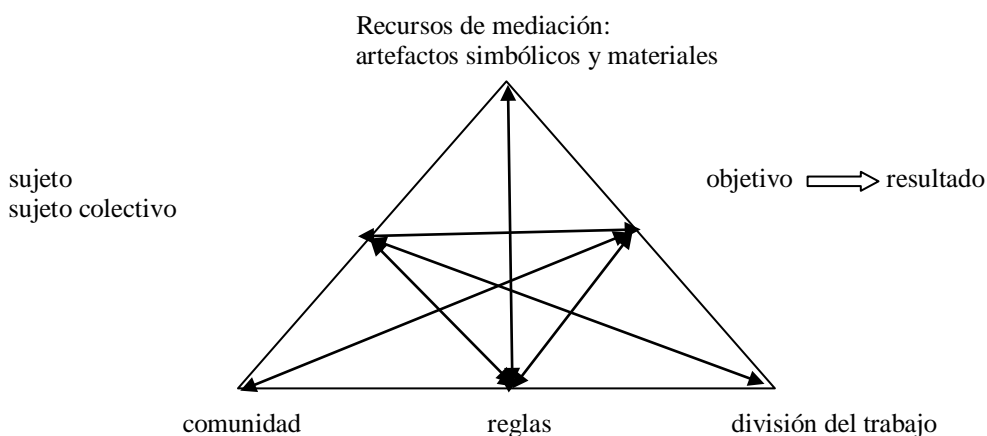 Recursos de mediación:
artefactos simbólicos y materiales
sujeto
sujeto colectivo
objetivo
resultado
comunidad
reglas
división del trabajo